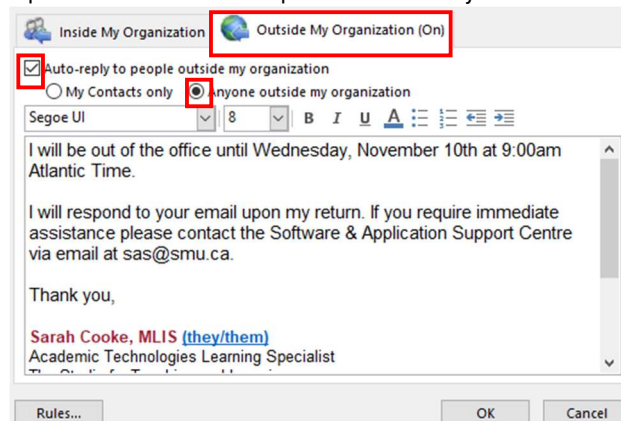 Inside My Organization Outside My Organization (On)
Auto-reply to people outside my organization
My Contacts only Anyone outside my organization
Segoe UI 8 B I U A
I will be out of the office until Wednesday, November 10th at 9:00am
Atlantic Time.
I will respond to your email upon my return. If you require immediate
assistance please contact the Software & Application Support Centre
via email at sas@smu.ca.
Thank you,
Sarah Cooke, MLIS (they/them)
Academic Technologies Learning Specialist
Rules... OK Cancel